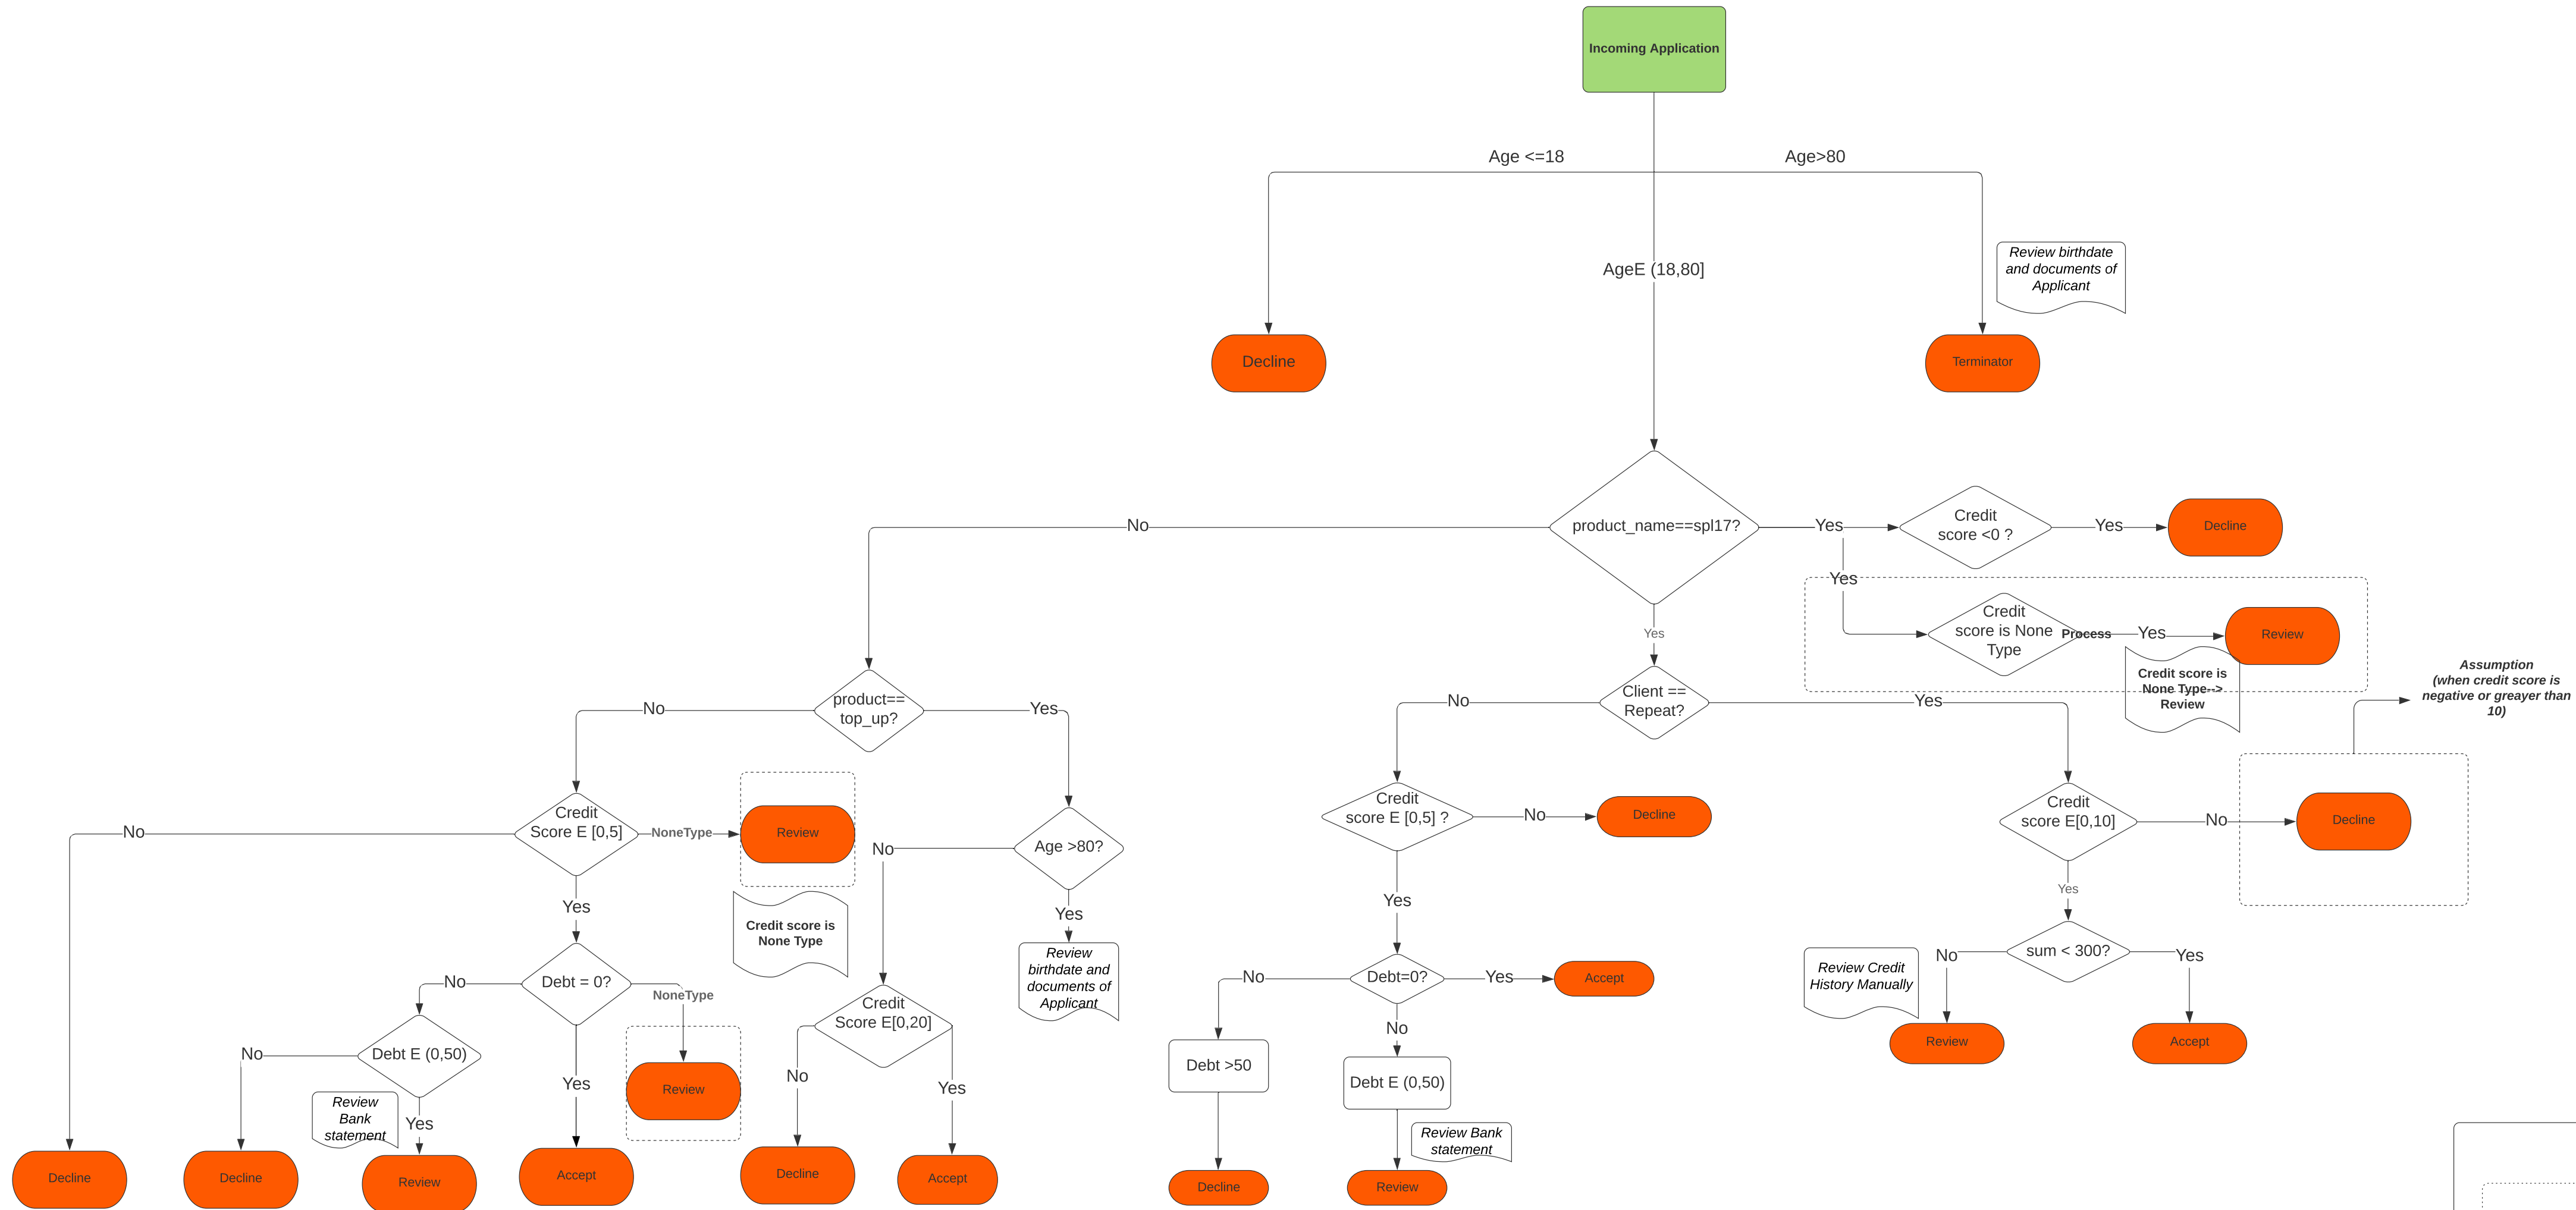 Incoming Application
Age <=18
Age>80
AgeE (18,80]
Review birthdate
and documents of
Applicant
Decline
Terminator
product_name==spl17?
No
Yes
Credit
score <0 ?
Yes
Decline
Yes
Credit
score is None
Type
Process
Yes
Review
Credit score is
None Type-->
Review
Assumption
(when credit score is
negative or greayer than
10)
Yes
Client ==
Repeat?
No
Yes
product==
top_up?
No
Yes
Credit
Score E [0,5]
No
NoneType
Review
Credit score is
None Type
Yes
Age >80?
No
Yes
Review
birthdate and
documents of
Applicant
Credit
score E [0,5] ?
No
Decline
Yes
Credit
score E[0,10]
No
Decline
Yes
sum < 300?
No
Yes
Review Credit
History Manually
Review
Accept
Debt = 0?
No
NoneType
Review
Yes
Debt E (0,50)
No
Yes
Review
Bank
statement
Credit
Score E[0,20]
No
Yes
Debt=0?
No
Yes
Accept
No
Debt >50
Debt E (0,50)
Review Bank
statement
Decline
Decline
Review
Accept
Decline
Accept
Decline
Review